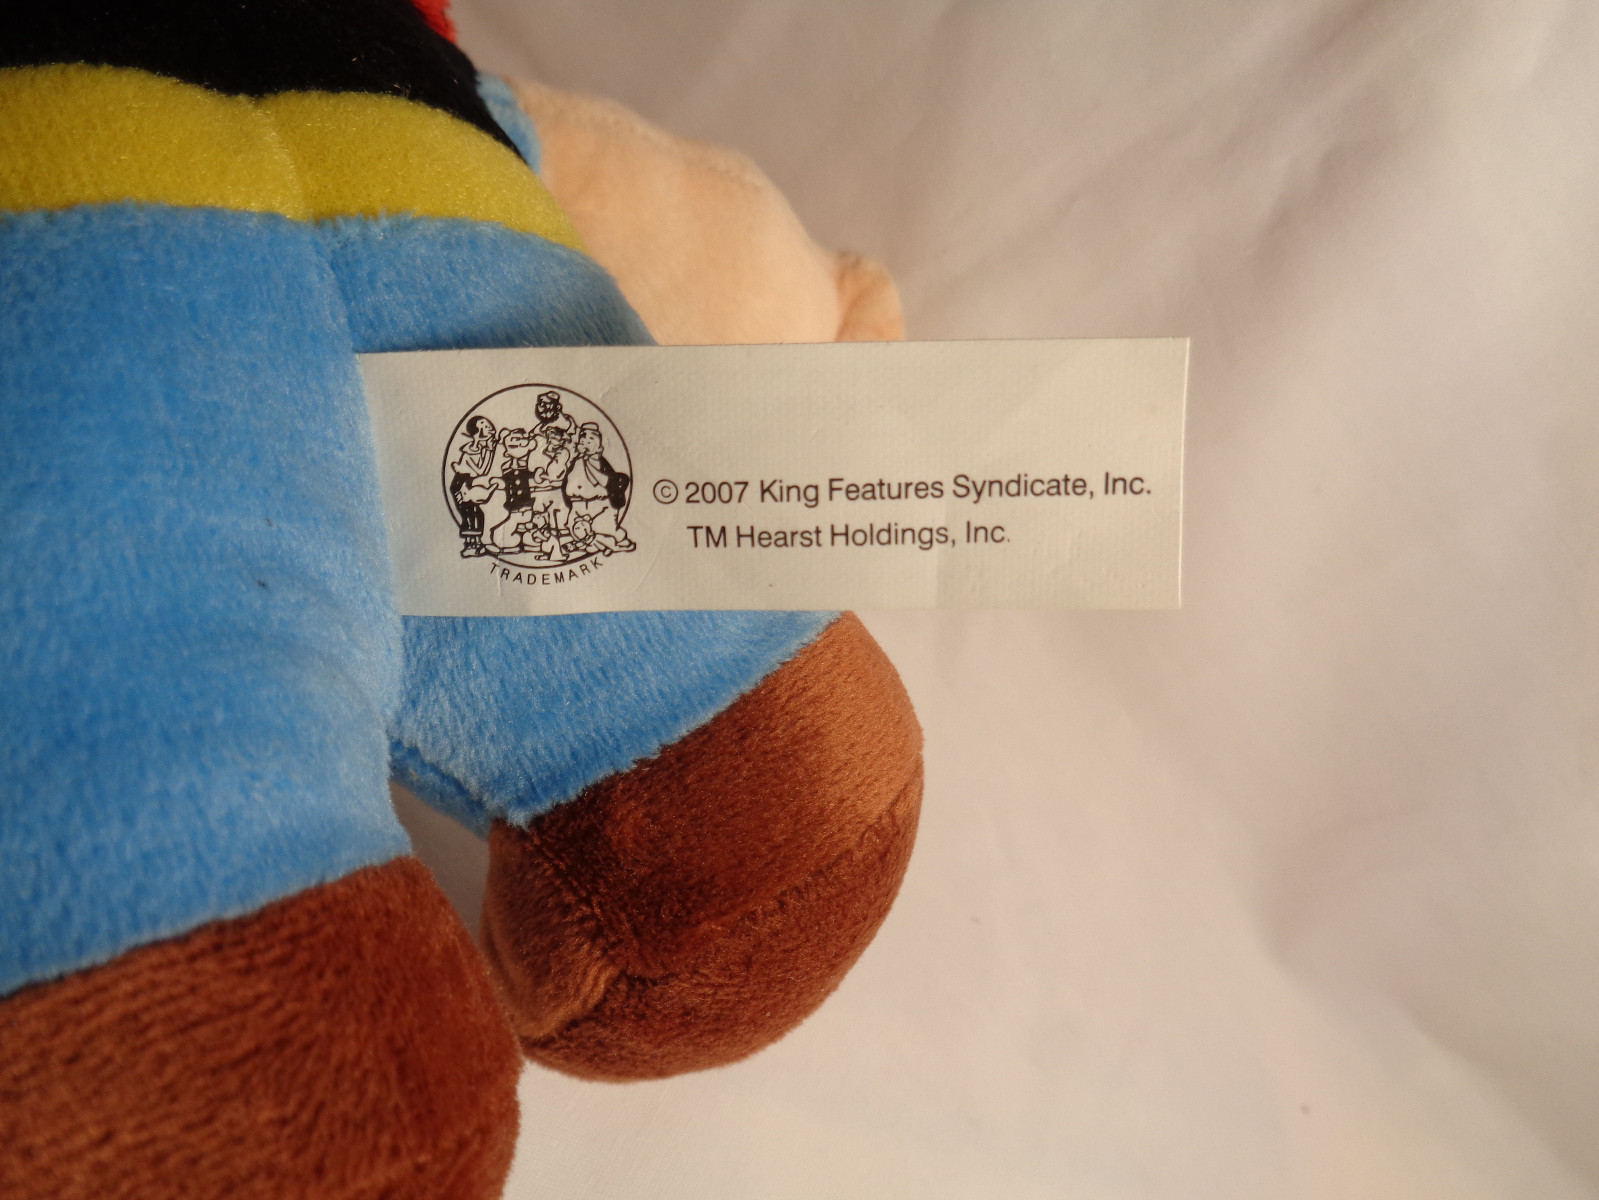 © 2007 King Features Syndicate, Inc.
TM Hearst Holdings, Inc.
TRADEMARK